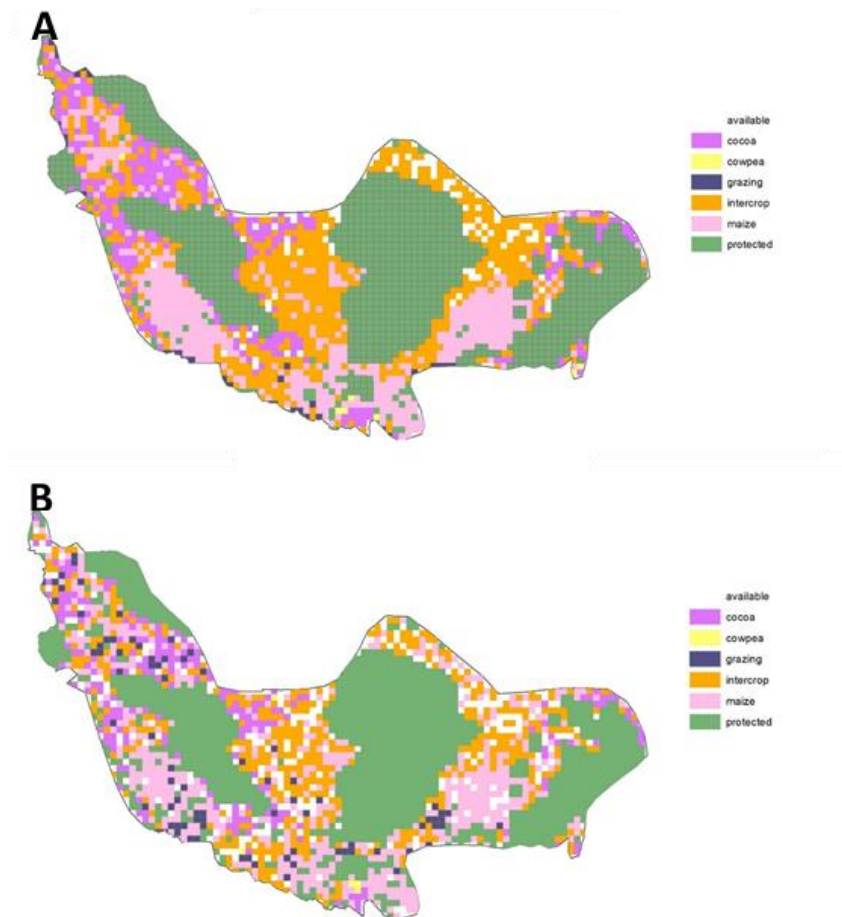 A
available
cocoa
cowpea
grazing
intercrop
maize
protected
B
available
cocoa
cowpea
grazing
intercrop
maize
protected